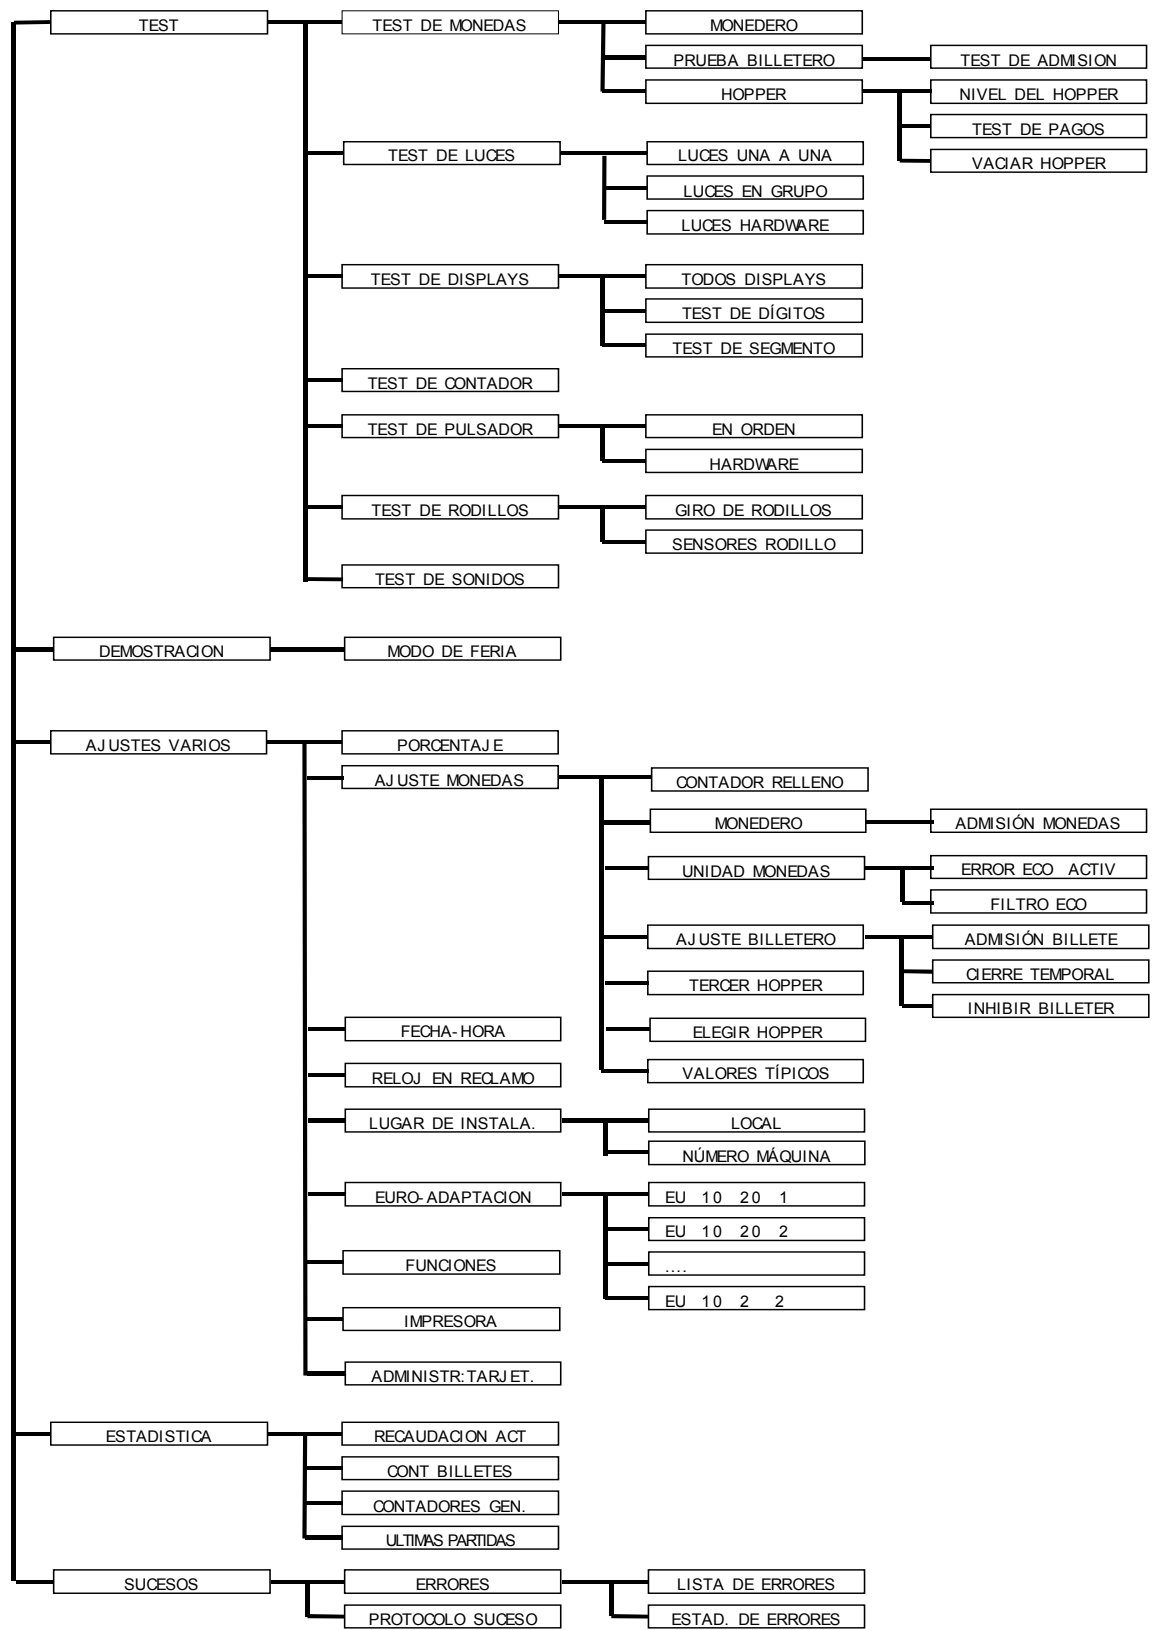 TEST
TEST DE MONEDAS
MONEDERO
PRUEBA BILLETERO
TEST DE ADMISION
HOPPER
NIVEL DEL HOPPER
TEST DE PAGOS
VACIAR HOPPER
TEST DE LUCES
LUCES UNA A UNA
LUCES EN GRUPO
LUCES HARDWARE
TEST DE DISPLAYS
TODOS DISPLAYS
TEST DE DÍGITOS
TEST DE SEGMENTO
TEST DE CONTADOR
TEST DE PULSADOR
EN ORDEN
HARDWARE
TEST DE RODILLOS
GIRO DE RODILLOS
SENSORES RODILLO
TEST DE SONIDOS
DEMOSTRACION
MODO DE FERIA
AJUSTES VARIOS
PORCENTAJE
AJUSTE MONEDAS
CONTADOR RELLENO
MONEDERO
ADMISIÓN MONEDAS
UNIDAD MONEDAS
ERROR ECO ACTIV
FILTRO ECO
AJUSTE BILLETERO
ADMISIÓN BILLETE
CIERRE TEMPORAL
INHIBIR BILLETER
TERCER HOPPER
ELEGIR HOPPER
VALORES TÍPICOS
FECHA-HORA
RELOJ EN RECLAMO
LUGAR DE INSTALA.
LOCAL
NÚMERO MÁQUINA
EURO-ADAPTACION
EU 10 20 1
EU 10 20 2
....
EU 10 2 2
FUNCIONES
IMPRESORA
ADMINISTR:TARJET.
ESTADISTICA
RECAUDACION ACT
CONT BILLETES
CONTADORES GEN.
ULTIMAS PARTIDAS
SUCESOS
ERRORES
LISTA DE ERRORES
ESTAD. DE ERRORES
PROTOCOLO SUCESO